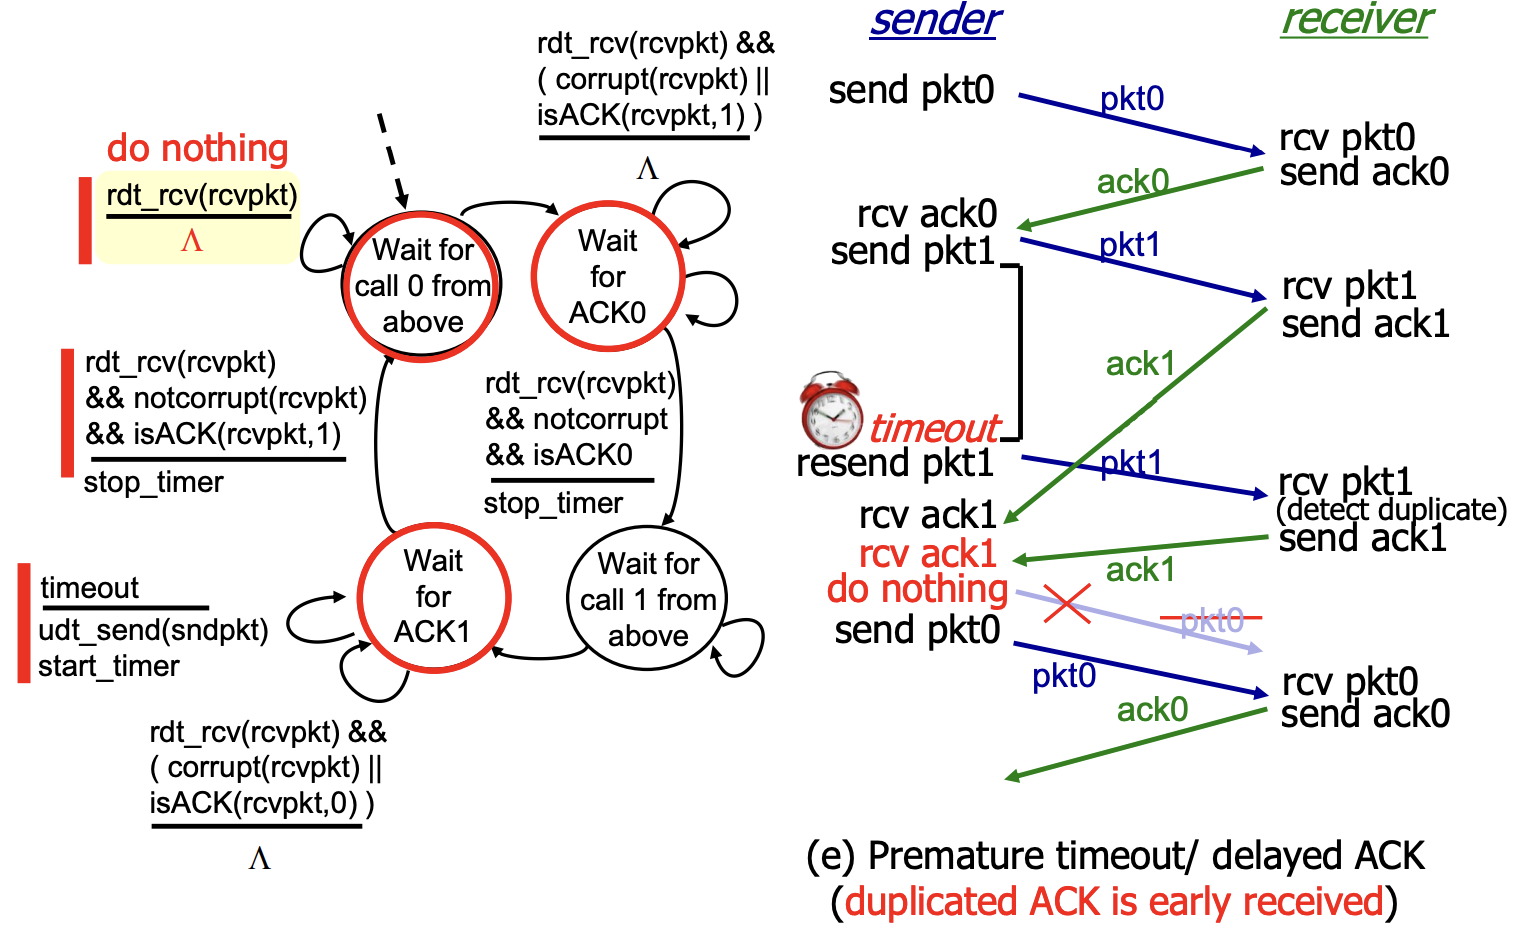 rdt_rcv(rcvpkt) &&
( corrupt(rcvpkt) ||
isACK(rcvpkt,1) )
Λ
do nothing
rdt_rcv(rcvpkt)
Λ
Wait for
call 0 from
above
Wait
for
ACK0
rdt_rcv(rcvpkt)
&& notcorrupt(rcvpkt)
&& isACK(rcvpkt,1)
stop_timer
rdt_rcv(rcvpkt)
&& notcorrupt
&& isACK0
stop_timer
Wait
for
ACK1
Wait for
call 1 from
above
timeout
udt_send(sndpkt)
start_timer
rdt_rcv(rcvpkt) &&
( corrupt(rcvpkt) ||
isACK(rcvpkt,0) )
Λ
sender
receiver
send pkt0
pkt0
rcv pkt0
send ack0
ack0
rcv ack0
send pkt1
pkt1
rcv pkt1
send ack1
ack1
timeout
resend pkt1
pkt1
rcv pkt1
(detect duplicate)
send ack1
rcv ack1
rcv ack1
ack1
do nothing
pkt0
send pkt0
pkt0
rcv pkt0
send ack0
ack0
(e) Premature timeout/ delayed ACK
(duplicated ACK is early received)